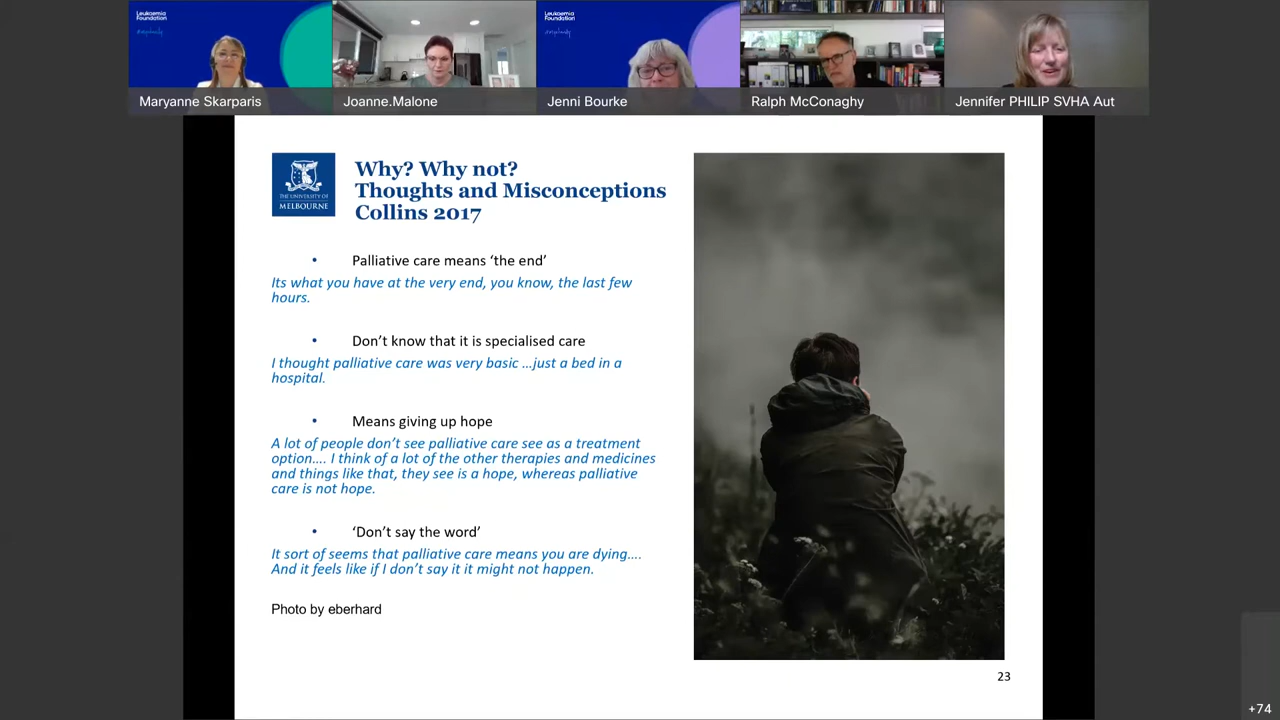 Leukaemia
Foundation
Leukaemia
Foundation
Maryanne Skarparis
Joanne.Malone
Jenni Bourke
Ralph McConaghy
Jennifer PHILIP SVHA Aut
THE UNIVERSITY OF
MELBOURNE
Why? Why not?
Thoughts and Misconceptions
Collins 2017
• Palliative care means ‘the end’
Its what you have at the very end, you know, the last few
hours.
• Don’t know that it is specialised care
I thought palliative care was very basic …just a bed in a
hospital.
• Means giving up hope
A lot of people don’t see palliative care see as a treatment
option…. I think of a lot of the other therapies and medicines
and things like that, they see is a hope, whereas palliative
care is not hope.
• ‘Don’t say the word’
It sort of seems that palliative care means you are dying….
And it feels like if I don’t say it it might not happen.
Photo by eberhard
23
+74